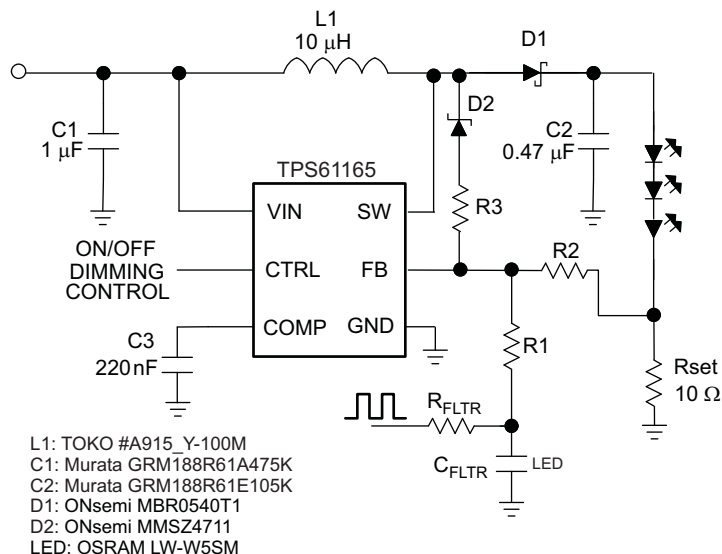 L1
10 μH
D1
D2
C1
1 μF
C2
0.47 μF
TPS61165
VIN
SW
R3
ON/OFF
DIMMING
CONTROL
CTRL
FB
R2
COMP
GND
C3
220nF
R1
Rset
10 Ω
RFLTR
CFLTR
LED
L1: TOKO #A915_Y-100M
C1: Murata GRM188R61A475K
C2: Murata GRM188R61E105K
D1: ONsemi MBR0540T1
D2: ONsemi MMSZ4711
LED: OSRAM LW-W5SM